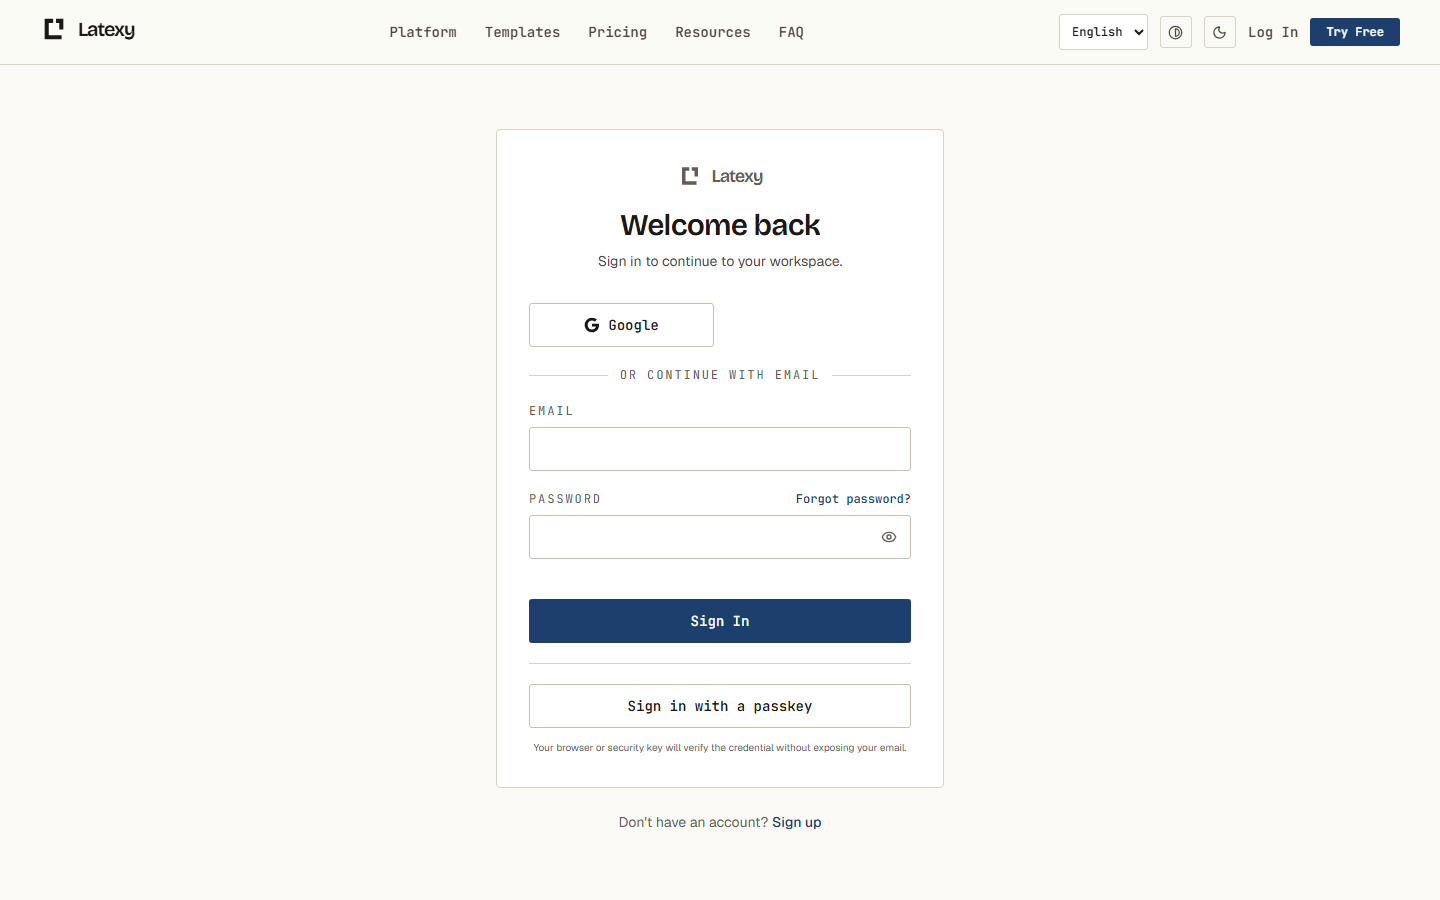 Latexy
Platform
Templates
Pricing
Resources
FAQ
English
Log In
Try Free
Latexy
Welcome back
Sign in to continue to your workspace.
Google
OR CONTINUE WITH EMAIL
EMAIL
PASSWORD
Forgot password?
Sign In
Sign in with a passkey
Your browser or security key will verify the credential without exposing your email.
Don't have an account? Sign up